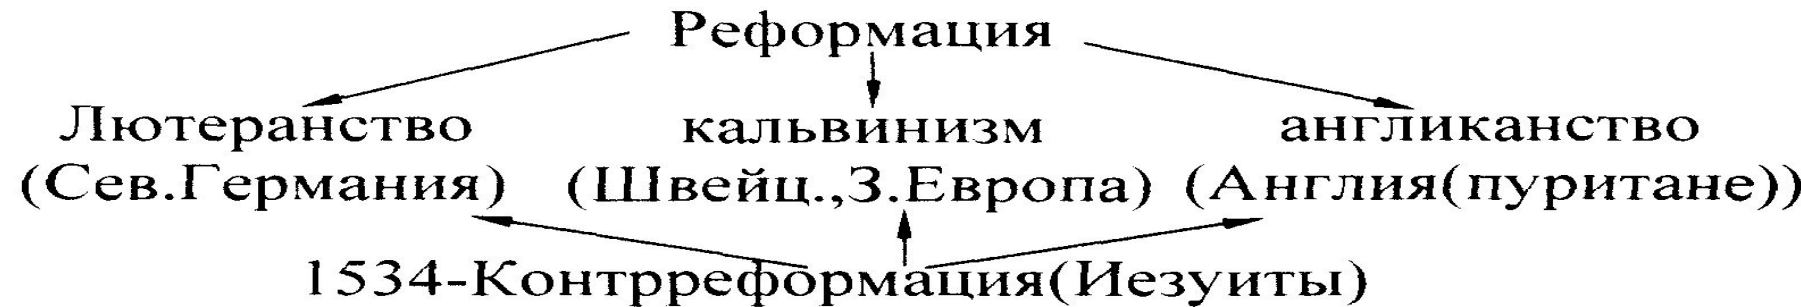 Реформация
Лютеранство кальвинизм англиканство
(Сев.Германия) (Швейц.,З.Европа) (Англия(пуритане))
1534-Контрреформация(Иезуиты)